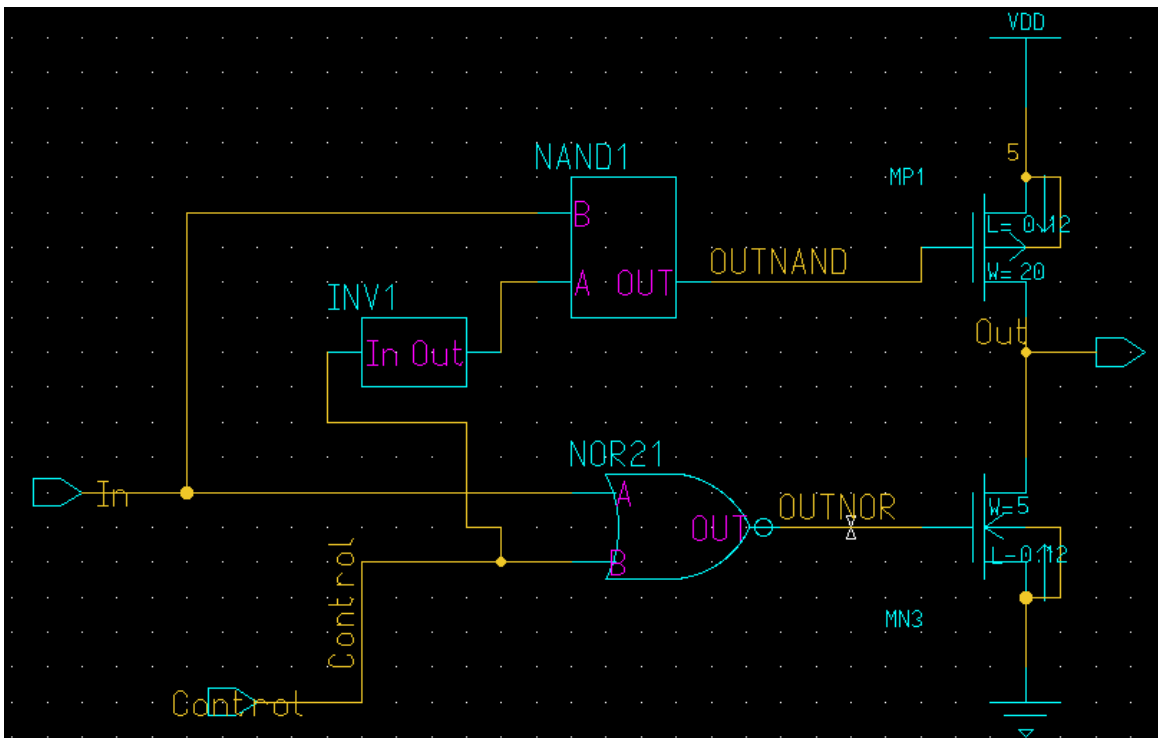 VDD
5
NAND1
MP1
B
L= 0.12
OUTNAND
W= 20
A OUT
INV1
Out
In Out
NOR21
In
A
OUTNOR
W=5
OUT
L=0.12
B
Control
MN3
Control